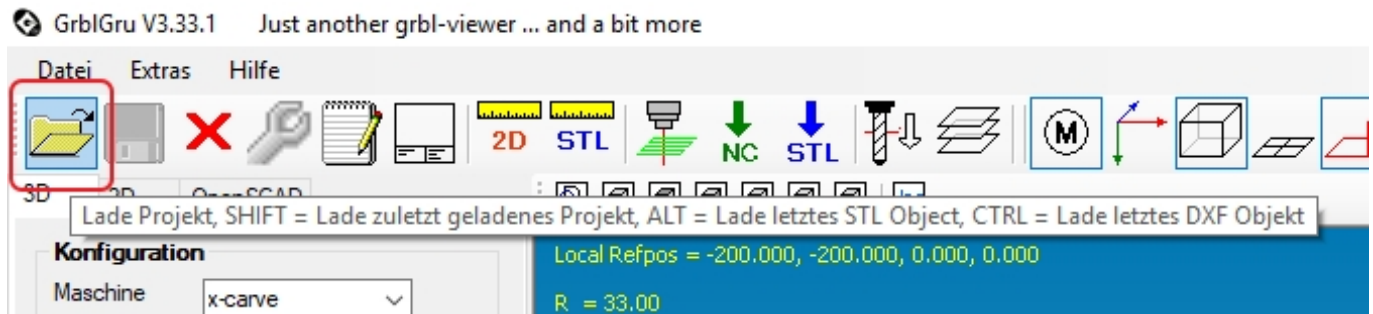 GrblGru V3.33.1 Just another grbl-viewer ... and a bit more
Datei Extras Hilfe
2D STL NC STL M
3D 2D OpenSCAD
Lade Projekt, SHIFT = Lade zuletzt geladenes Projekt, ALT = Lade letztes STL Object, CTRL = Lade letztes DXF Objekt
Konfiguration
Local Refpos = -200.000, -200.000, 0.000, 0.000
Maschine x-carve
R = 33.00